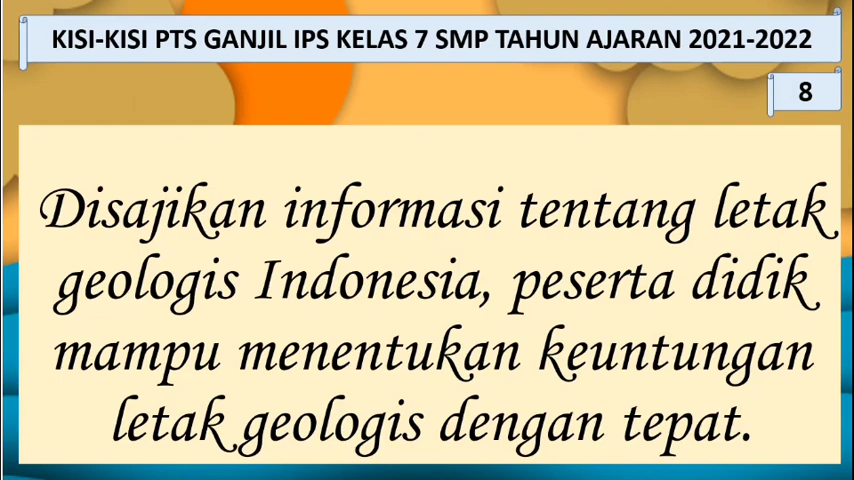 KISI-KISI PTS GANJIL IPS KELAS 7 SMP TAHUN AJARAN 2021-2022
8
Disajikan informasi tentang letak
geologis Indonesia, peserta didik
mampu menentukan keuntungan
letak geologis dengan tepat.